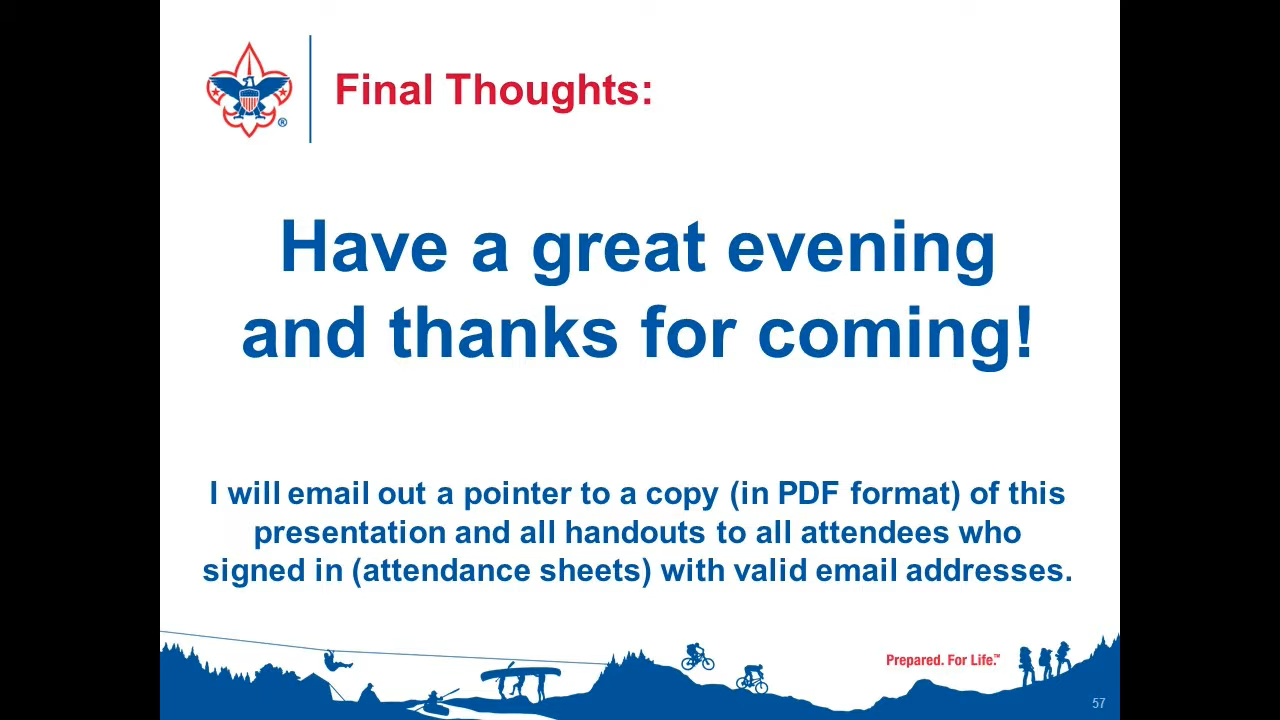 Final Thoughts:
Have a great evening
and thanks for coming!
I will email out a pointer to a copy (in PDF format) of this
presentation and all handouts to all attendees who
signed in (attendance sheets) with valid email addresses.
Prepared. For Life.™
57
®